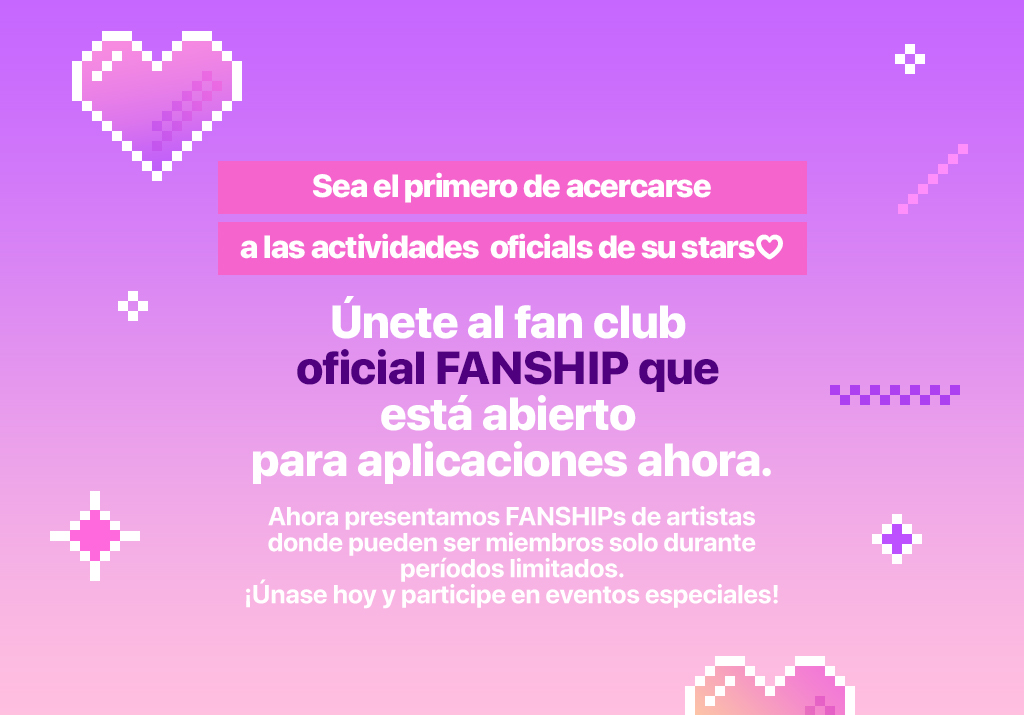 Sea el primero de acercarse
a las actividades  oficials de su stars♡
Únete al fan club
oficial FANSHIP que
está abierto
para aplicaciones ahora.
Ahora presentamos FANSHIPs de artistas
donde pueden ser miembros solo durante
períodos limitados.
¡Únase hoy y participe en eventos especiales!